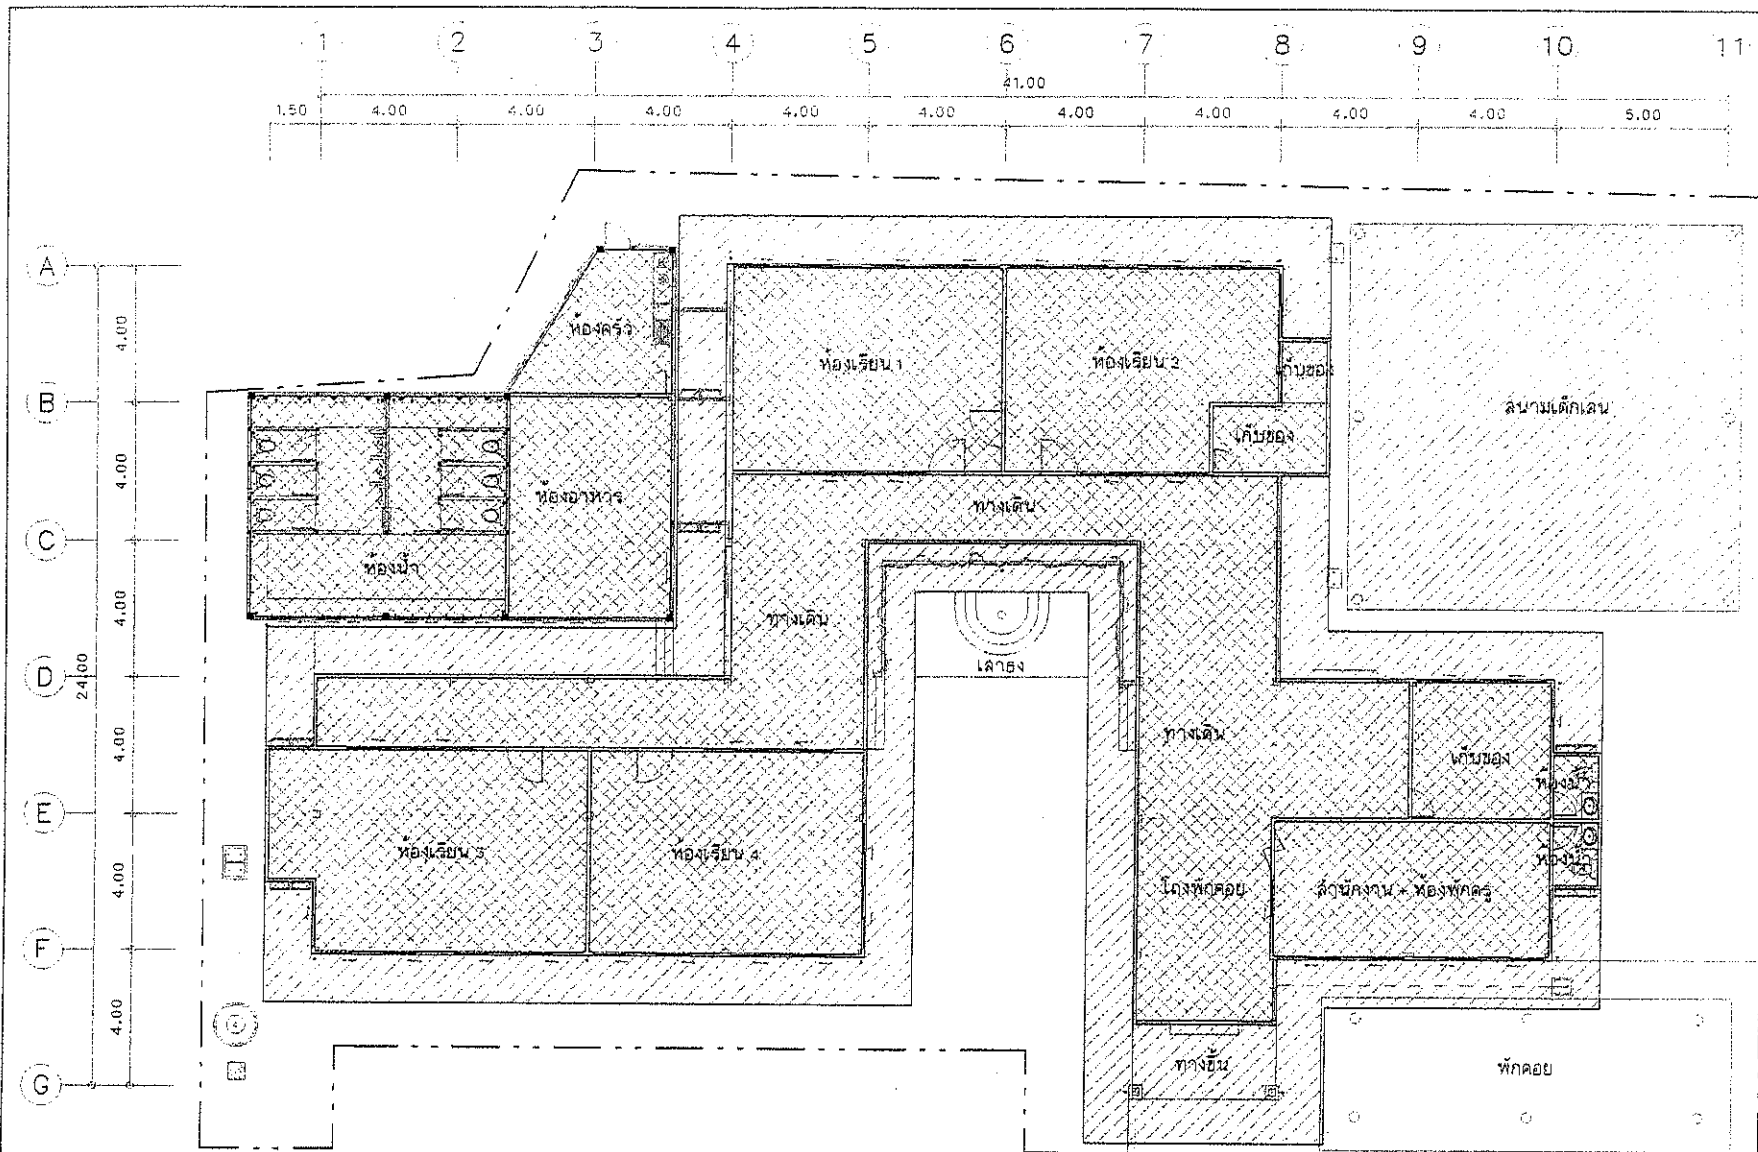 1 2 3 4 5 6 7 8 9 10 11
41.00
1.50 4.00 4.00 4.00 4.00 4.00 4.00 4.00 4.00 4.00 5.00
A
4.00
ห้องครัว
ห้องเรียน 1
ห้องเรียน 2
เก็บของ
B
สนามเด็กเล่น
เก็บของ
4.00
ห้องอาหาร
ทางเดิน
C
ห้องน้ำ
4.00
ทางเดิน
เสาธง
D
24.00
ทางเดิน
4.00
เก็บของ
ห้องน้ำ
E
ห้องเรียน 3
ห้องเรียน 4
ห้องน้ำ
4.00
โถงพักคอย
สำนักงาน + ห้องพักครู
F
4.00
ทางขึ้น
พักคอย
G